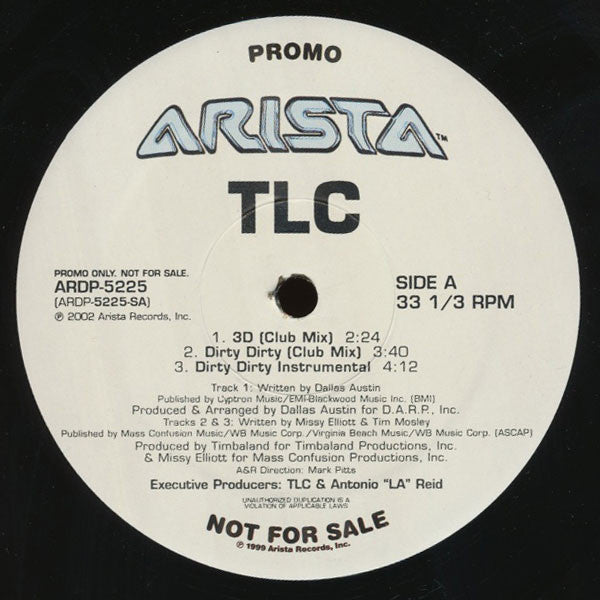 PROMO
ARISTA™
TLC
PROMO ONLY. NOT FOR SALE.
ARDP-5225
(ARDP-5225-SA)
℗ 2002 Arista Records, Inc.
SIDE A
33 1/3 RPM
1. 3D (Club Mix) 2:24
2. Dirty Dirty (Club Mix) 3:40
3. Dirty Dirty Instrumental 4:12
Track 1: Written by Dallas Austin
Published by Cyptron Music/EMI-Blackwood Music Inc. (BMI)
Produced & Arranged by Dallas Austin for D.A.R.P., Inc.
Tracks 2 & 3: Written by Missy Elliott & Tim Mosley
Published by Mass Confusion Music/WB Music Corp./Virginia Beach Music/WB Music Corp. (ASCAP)
Produced by Timbaland for Timbaland Productions, Inc.
& Missy Elliott for Mass Confusion Productions, Inc.
A&R Direction: Mark Pitts
Executive Producers: TLC & Antonio "LA" Reid
UNAUTHORIZED DUPLICATION IS A
VIOLATION OF APPLICABLE LAWS
NOT FOR SALE
℗ 1999 Arista Records, Inc.